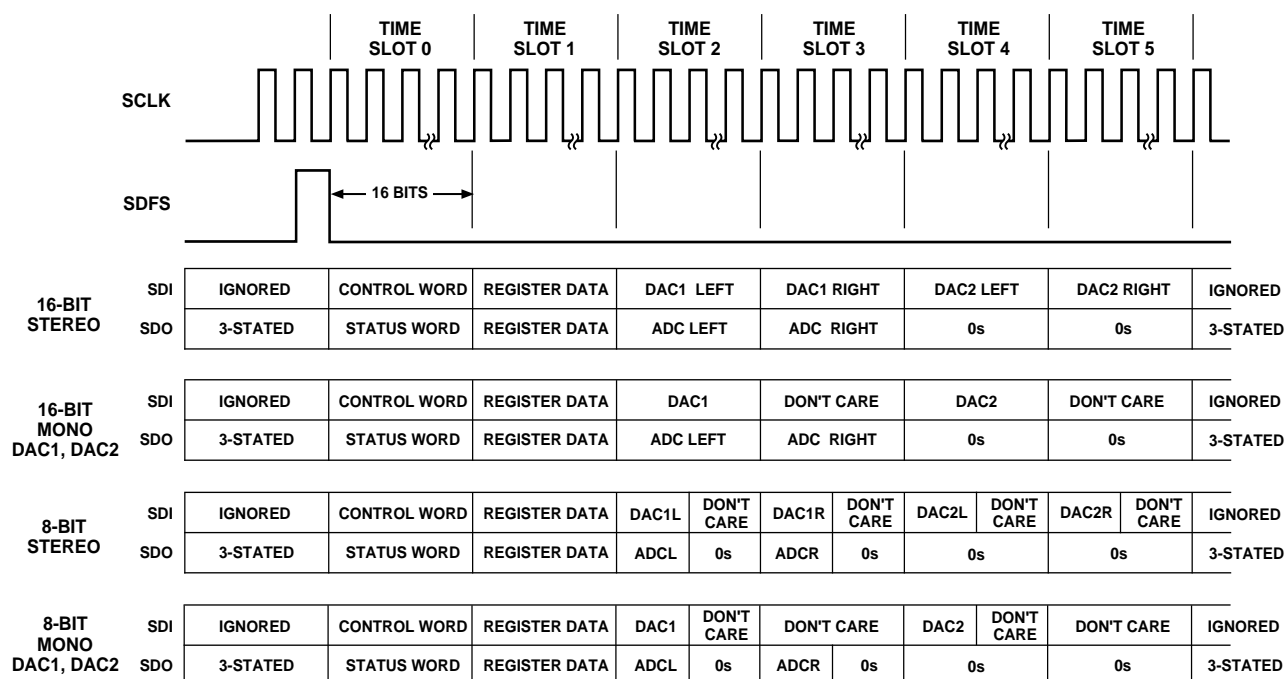 TIME SLOT 0 TIME SLOT 1 TIME SLOT 2 TIME SLOT 3 TIME SLOT 4 TIME SLOT 5
SCLK
SDFS
16 BITS
16-BIT STEREO
SDI IGNORED CONTROL WORD REGISTER DATA DAC1 LEFT DAC1 RIGHT DAC2 LEFT DAC2 RIGHT IGNORED
SDO 3-STATED STATUS WORD REGISTER DATA ADC LEFT ADC RIGHT 0s 0s 3-STATED
16-BIT MONO DAC1, DAC2
SDI IGNORED CONTROL WORD REGISTER DATA DAC1 DON'T CARE DAC2 DON'T CARE IGNORED
SDO 3-STATED STATUS WORD REGISTER DATA ADC LEFT ADC RIGHT 0s 0s 3-STATED
8-BIT STEREO
SDI IGNORED CONTROL WORD REGISTER DATA DAC1L DON'T CARE DAC1R DON'T CARE DAC2L DON'T CARE DAC2R DON'T CARE IGNORED
SDO 3-STATED STATUS WORD REGISTER DATA ADCL 0s ADCR 0s 0s 0s 3-STATED
8-BIT MONO DAC1, DAC2
SDI IGNORED CONTROL WORD REGISTER DATA DAC1 DON'T CARE DON'T CARE DAC2 DON'T CARE DON'T CARE IGNORED
SDO 3-STATED STATUS WORD REGISTER DATA ADCL 0s ADCR 0s 0s 0s 3-STATED